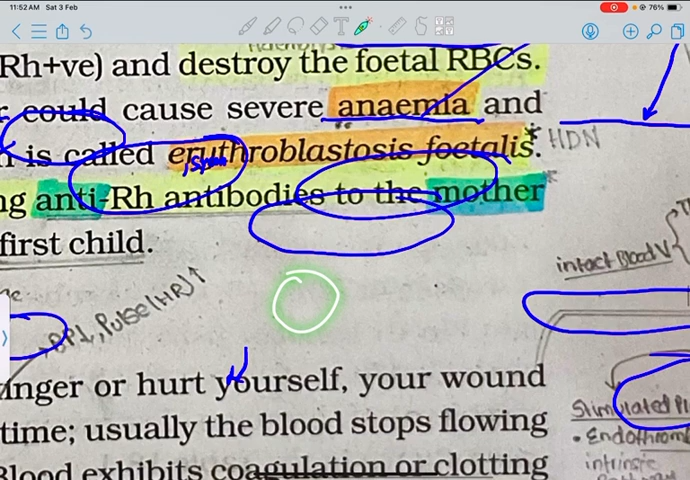 11:52 AM Sat 3 Feb
76%
Rh+ve) and destroy the foetal RBCs.
could cause severe anaemia and
is called erythroblastosis foetalis.* HDN
anti-Rh antibodies to the mother
first child.
intact Blood V
BP↓, Pulse (HR)↑
or hurt yourself, your wound
time; usually the blood stops flowing
Stimulated Pl
Blood exhibits coagulation or clotting
• Endothrom
intrinsic